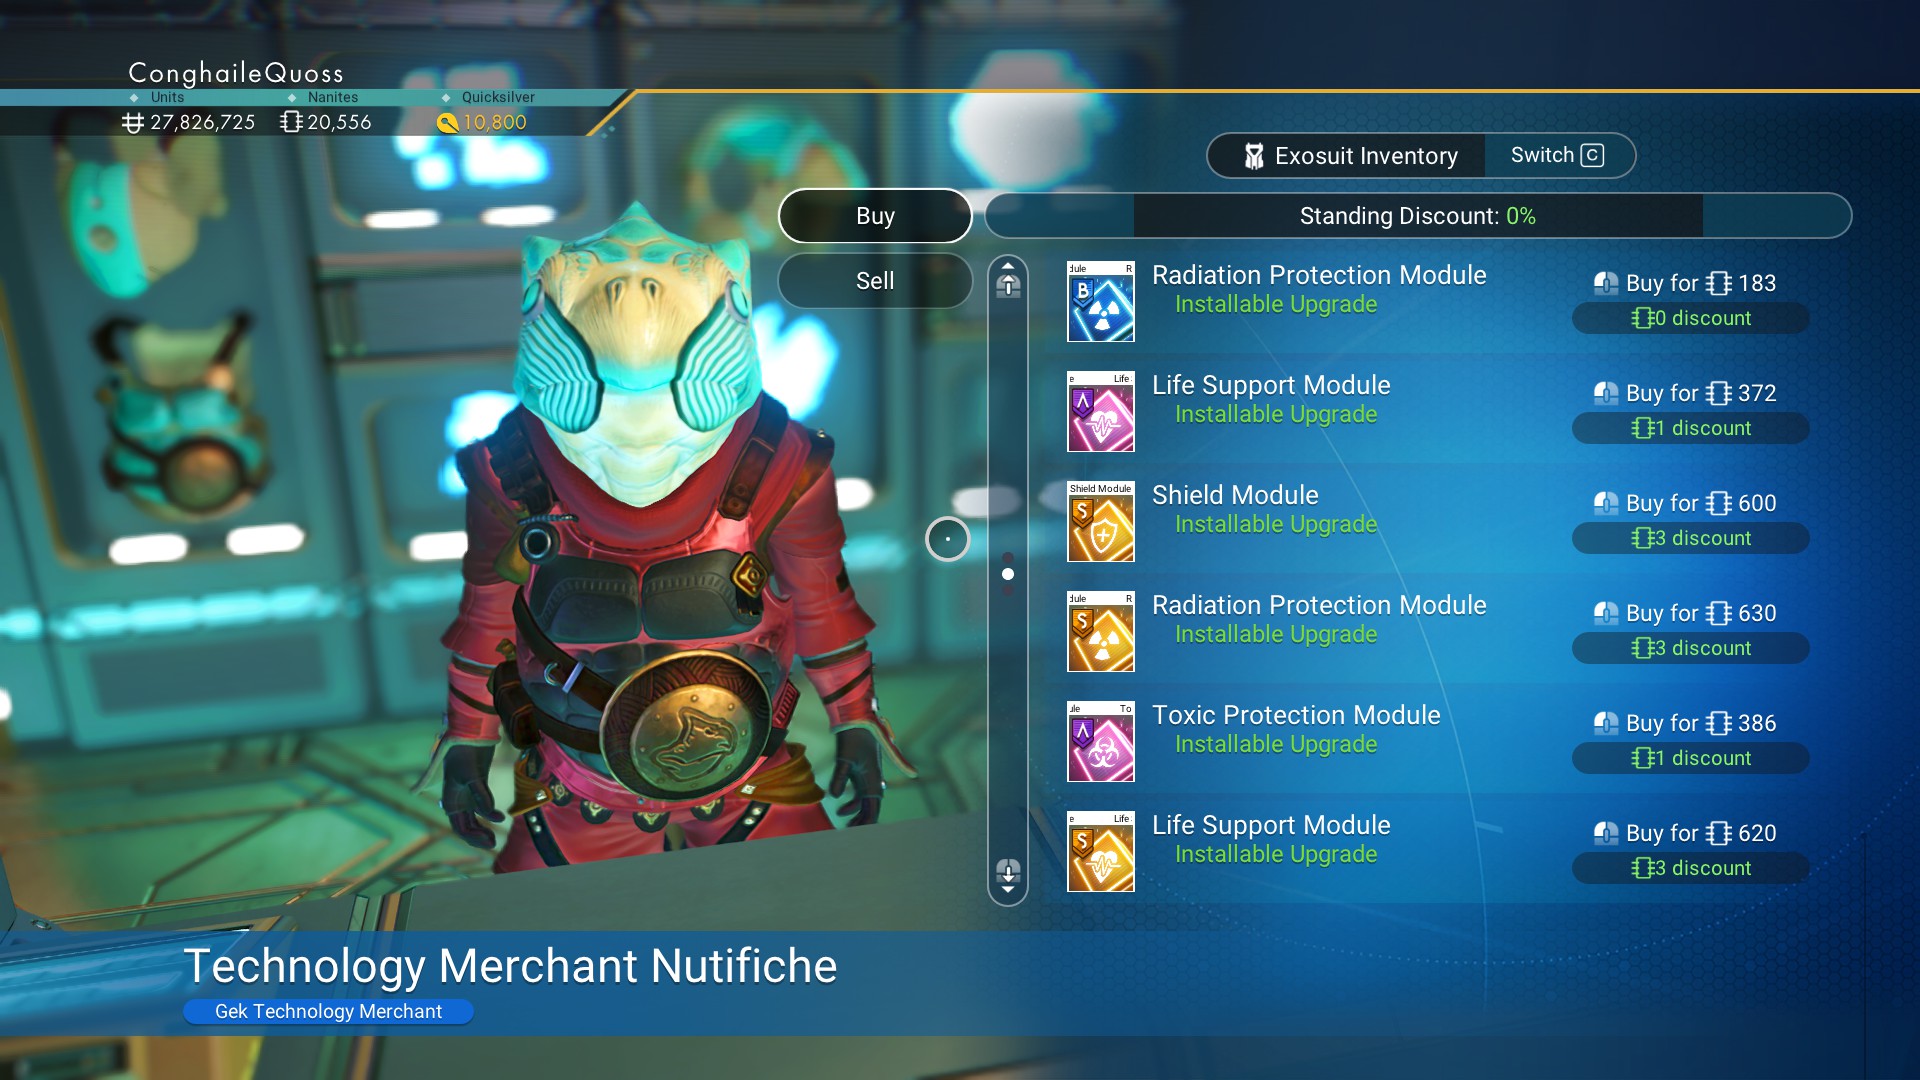 ConghaileQuoss
Units Nanites Quicksilver
27,826,725 20,556 10,800
Exosuit Inventory Switch C
Buy
Standing Discount: 0%
Sell
dule R
B
Radiation Protection Module
Installable Upgrade
Buy for 183
0 discount
e Life
A
Life Support Module
Installable Upgrade
Buy for 372
1 discount
Shield Module
S
Shield Module
Installable Upgrade
Buy for 600
3 discount
dule R
S
Radiation Protection Module
Installable Upgrade
Buy for 630
3 discount
ule To
A
Toxic Protection Module
Installable Upgrade
Buy for 386
1 discount
e Life
S
Life Support Module
Installable Upgrade
Buy for 620
3 discount
Technology Merchant Nutifiche
Gek Technology Merchant